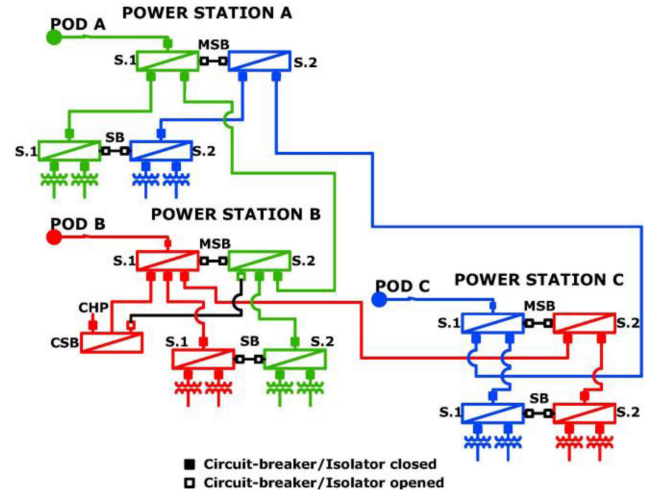 POWER STATION A
POD A
MSB
S.1
S.2
SB
S.1
S.2
POWER STATION B
POD B
MSB
S.1
S.2
CHP
CSB
S.1
SB
S.2
POWER STATION C
POD C
MSB
S.1
S.2
SB
S.1
S.2
Circuit-breaker/Isolator closed
Circuit-breaker/Isolator opened